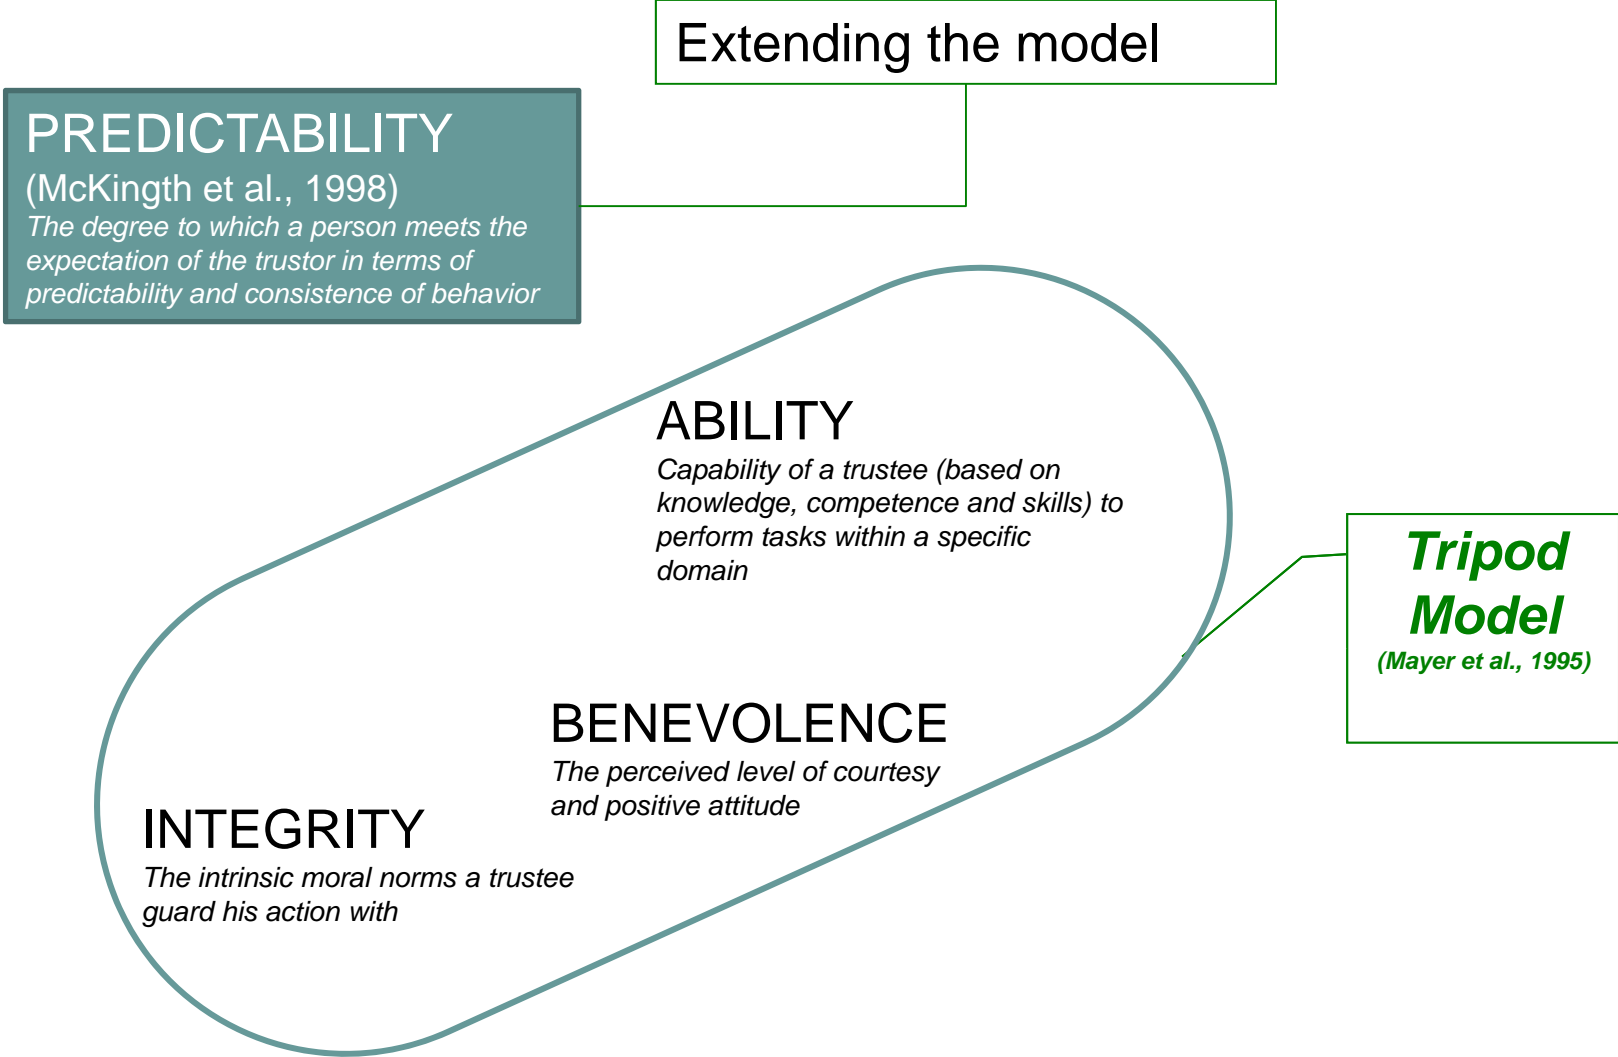 Extending the model
PREDICTABILITY
(McKingth et al., 1998)
The degree to which a person meets the
expectation of the trustor in terms of
predictability and consistence of behavior
ABILITY
Capability of a trustee (based on
knowledge, competence and skills) to
perform tasks within a specific
domain
Tripod
Model
(Mayer et al., 1995)
BENEVOLENCE
The perceived level of courtesy
and positive attitude
INTEGRITY
The intrinsic moral norms a trustee
guard his action with